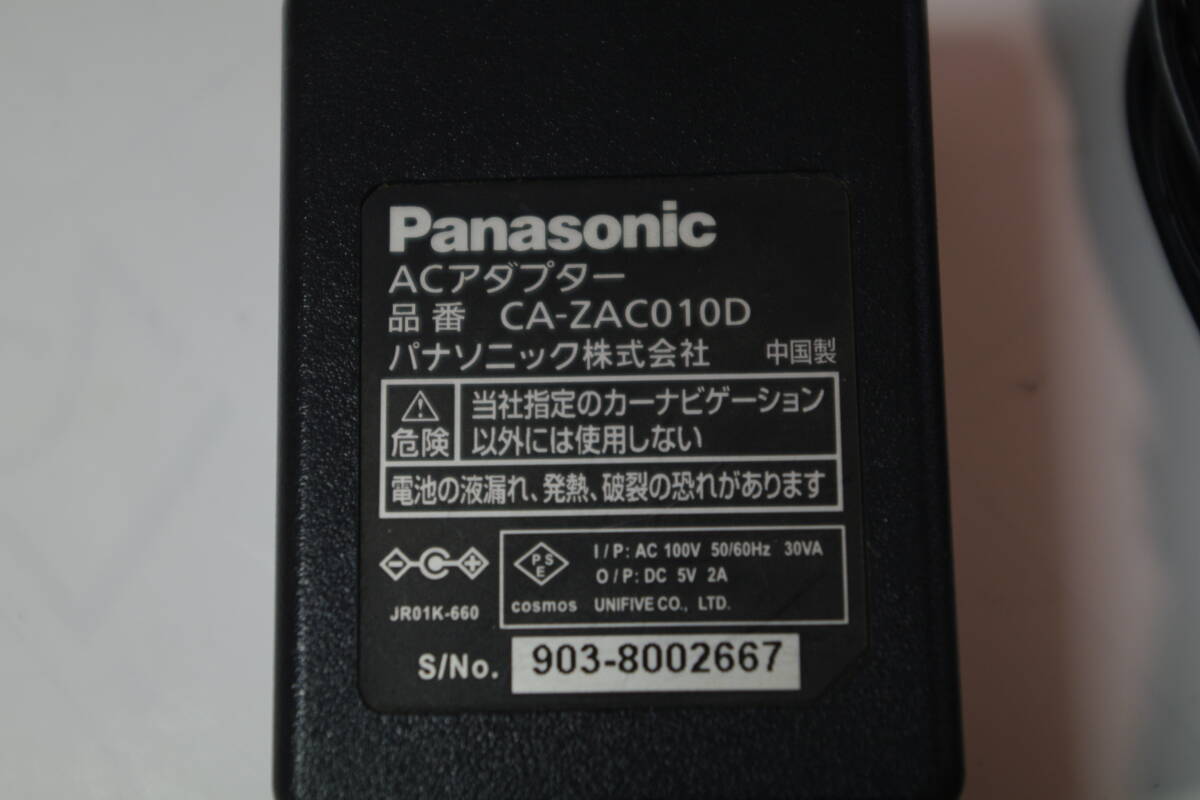 Panasonic
ACアダプター
品番 CA-ZAC010D
パナソニック株式会社 中国製
危険
当社指定のカーナビゲーション
以外には使用しない
電池の液漏れ、発熱、破裂の恐れがあります
JR01K-660
PSE
cosmos
I/P: AC 100V 50/60Hz 30VA
O/P: DC 5V 2A
UNIFIVE CO., LTD.
S/No. 903-8002667